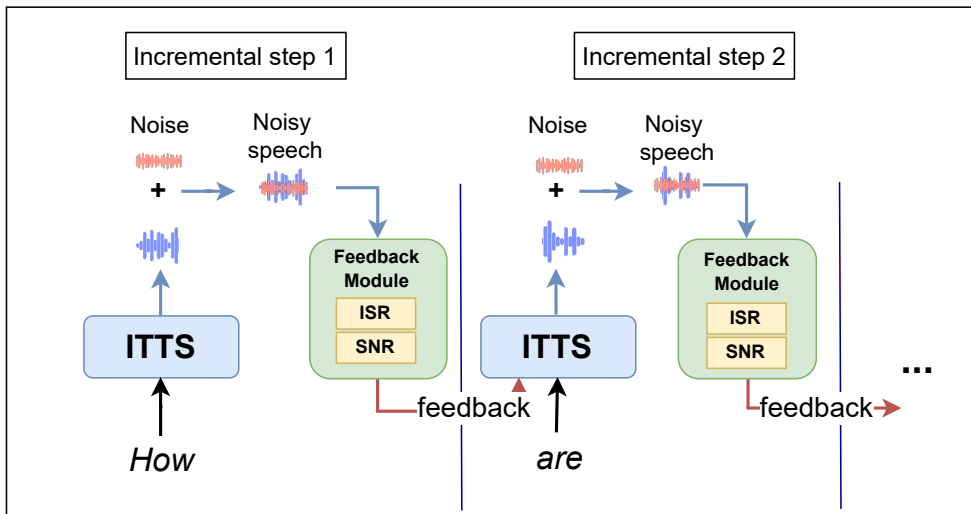 Incremental step 1
Noise
+
Noisy
speech
Feedback
Module
ISR
SNR
ITTS
feedback
How
Incremental step 2
Noise
+
Noisy
speech
Feedback
Module
ISR
SNR
ITTS
feedback
are
...